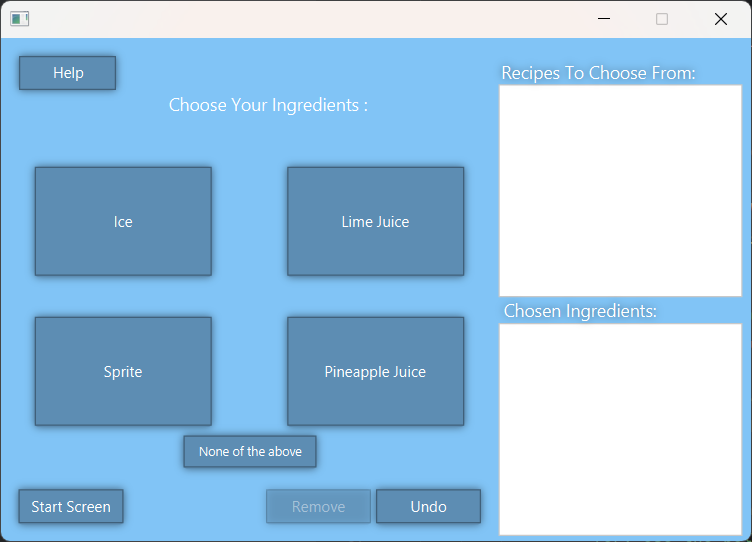 Help
Choose Your Ingredients :
Ice
Lime Juice
Sprite
Pineapple Juice
None of the above
Start Screen
Remove
Undo
Recipes To Choose From:
Chosen Ingredients: